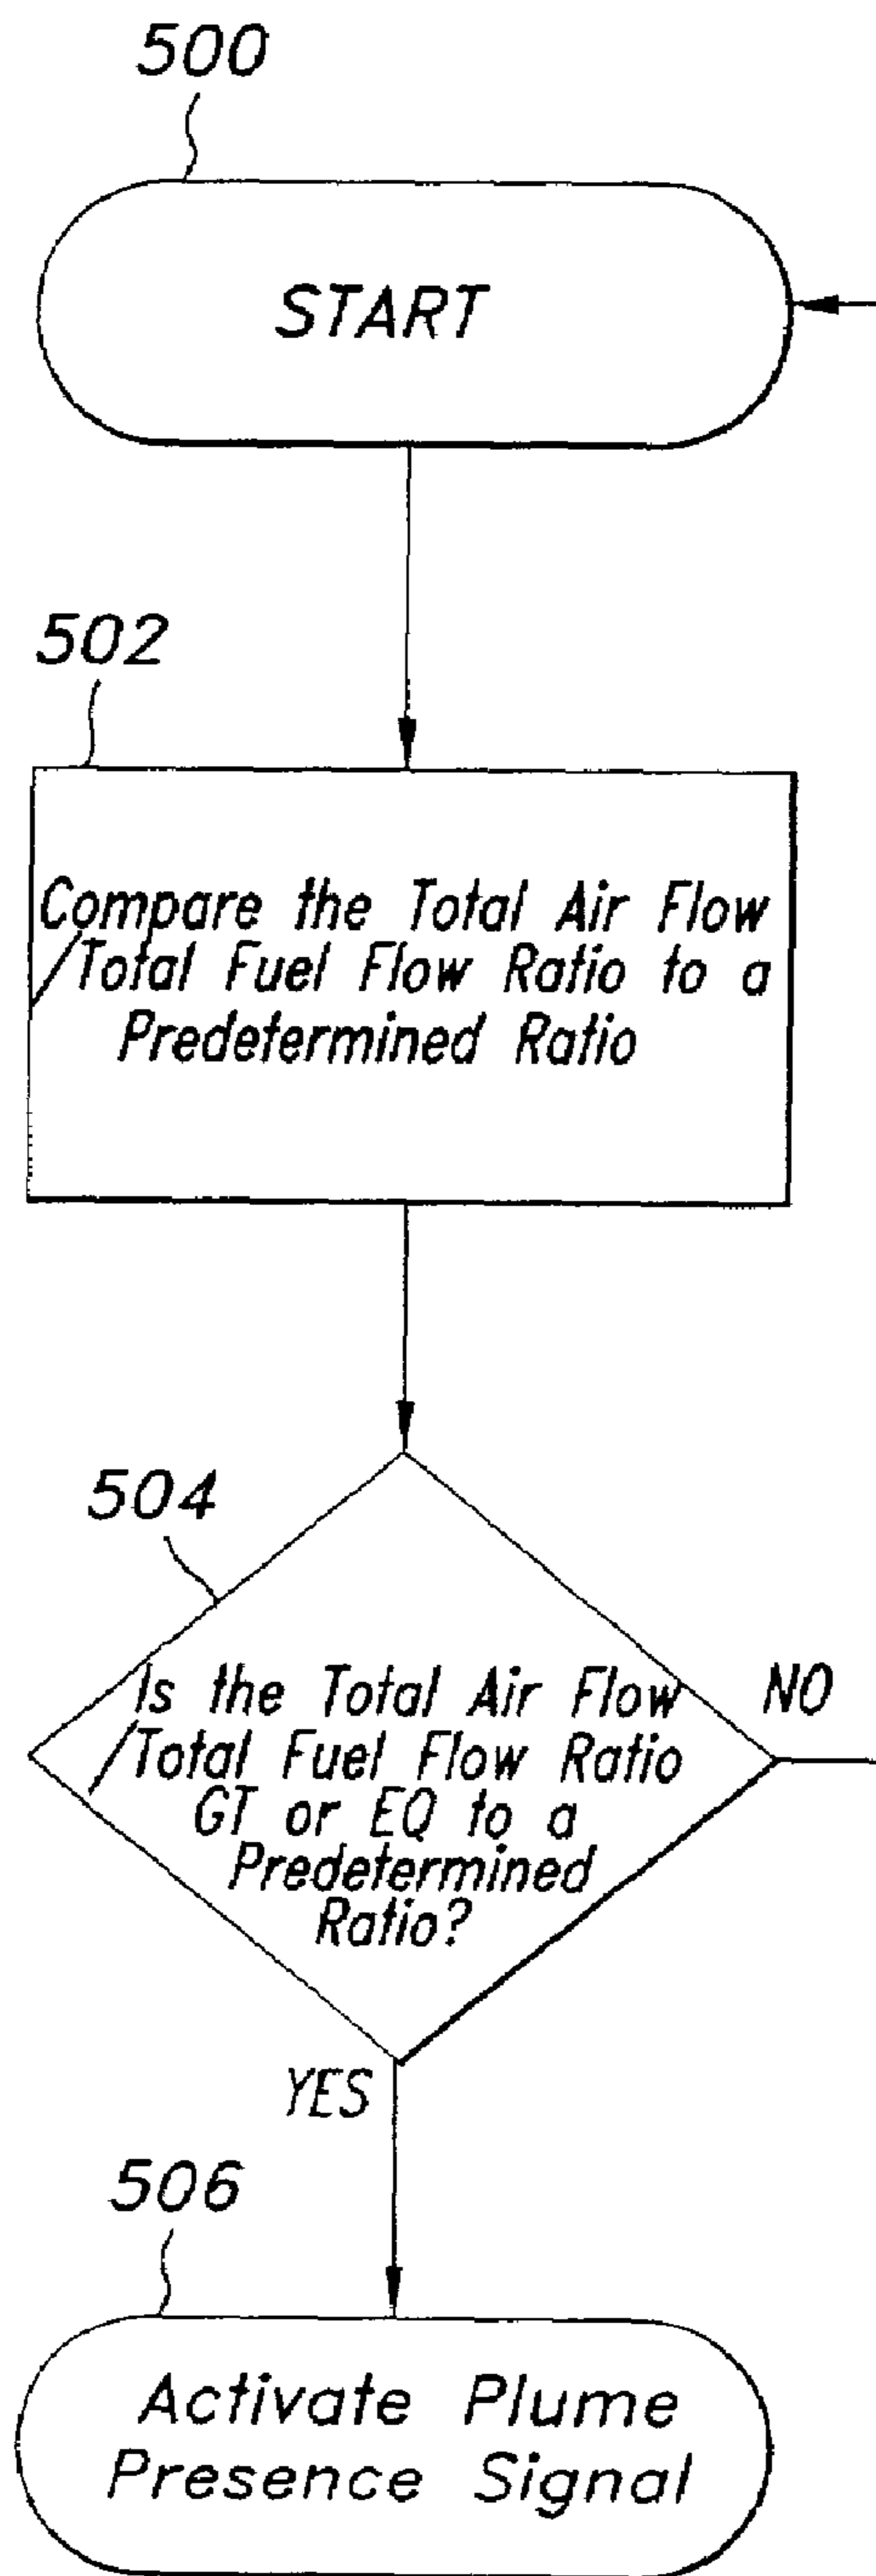 500
START
502
Compare the Total Air Flow
/Total Fuel Flow Ratio to a
Predetermined Ratio
504
Is the Total Air Flow
/Total Fuel Flow Ratio
GT or EQ to a
Predetermined
Ratio?
NO
YES
506
Activate Plume
Presence Signal